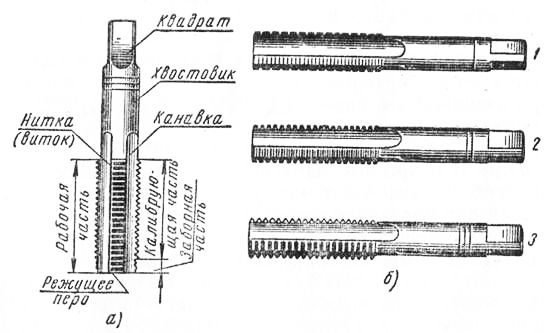 Квадрат
Хвостовик
Нитка
(виток)
Канавка
Рабочая
часть
Калибрую-
щая часть
Заборная
часть
Режущее
перо
а)
1
2
3
б)